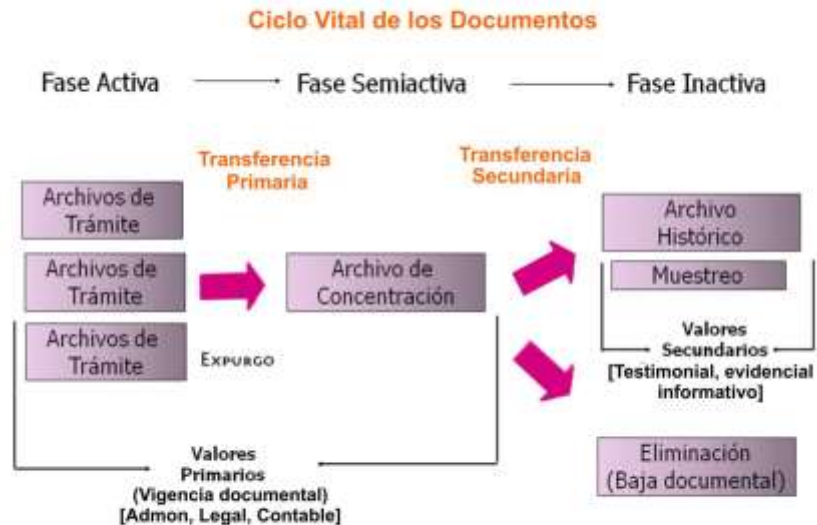 Ciclo Vital de los Documentos
Fase Activa
Fase Semiactiva
Fase Inactiva
Transferencia
Primaria
Transferencia
Secundaria
Archivos de
Trámite
Archivos de
Trámite
Archivos de
Trámite
EXPURGO
Archivo de
Concentración
Archivo
Histórico
Muestreo
Valores
Secundarios
[Testimonial, evidencial
informativo]
Valores
Primarios
(Vigencia documental)
[Admon, Legal, Contable]
Eliminación
(Baja documental)